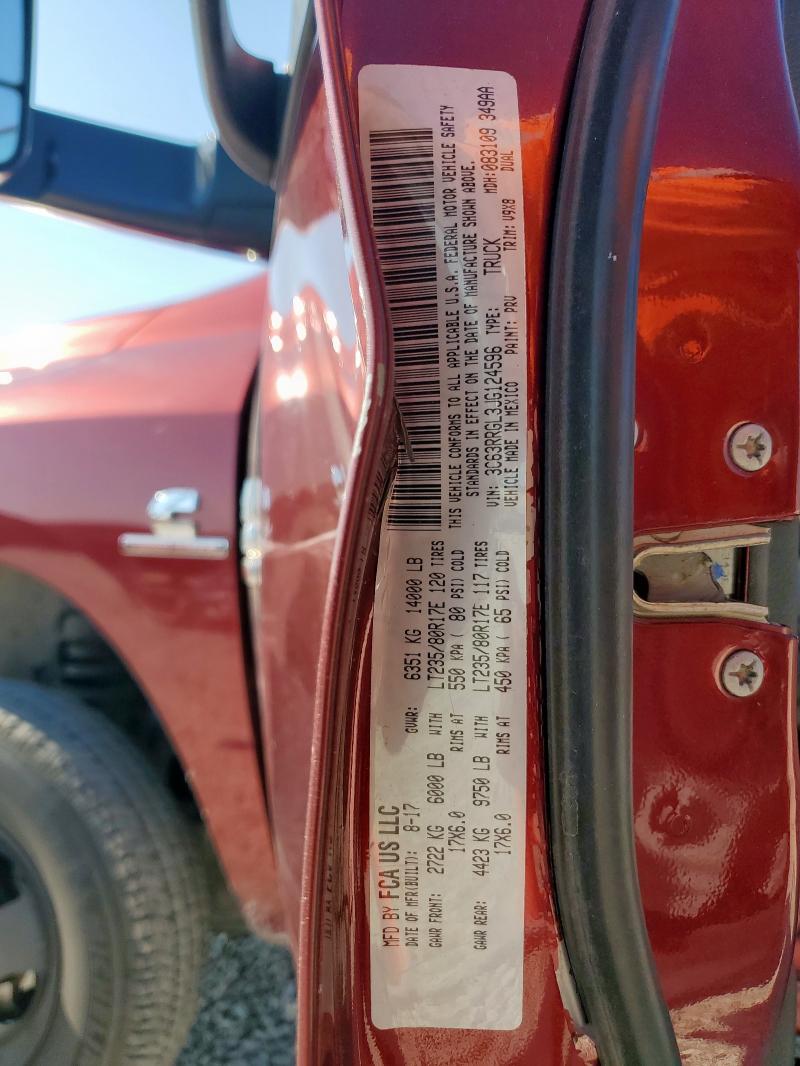 MFD BY FCA US LLC
DATE OF MFR(BUILT): 8-17 GVWR: 6351 KG 14000 LB
GAWR FRONT: 2722 KG 6000 LB WITH LT235/80R17E 120 TIRES
17X6.0 RIMS AT 550 KPA ( 80 PSI) COLD
GAWR REAR: 4423 KG 9750 LB WITH LT235/80R17E 117 TIRES
17X6.0 RIMS AT 450 KPA ( 65 PSI) COLD
THIS VEHICLE CONFORMS TO ALL APPLICABLE U.S.A. FEDERAL MOTOR VEHICLE SAFETY
STANDARDS IN EFFECT ON THE DATE OF MANUFACTURE SHOWN ABOVE.
VIN: 3C63RRGL3JG124596 TYPE: TRUCK MDH:083109 349AA
VEHICLE MADE IN MEXICO PAINT: PRV TRIM: V9X8 DUAL